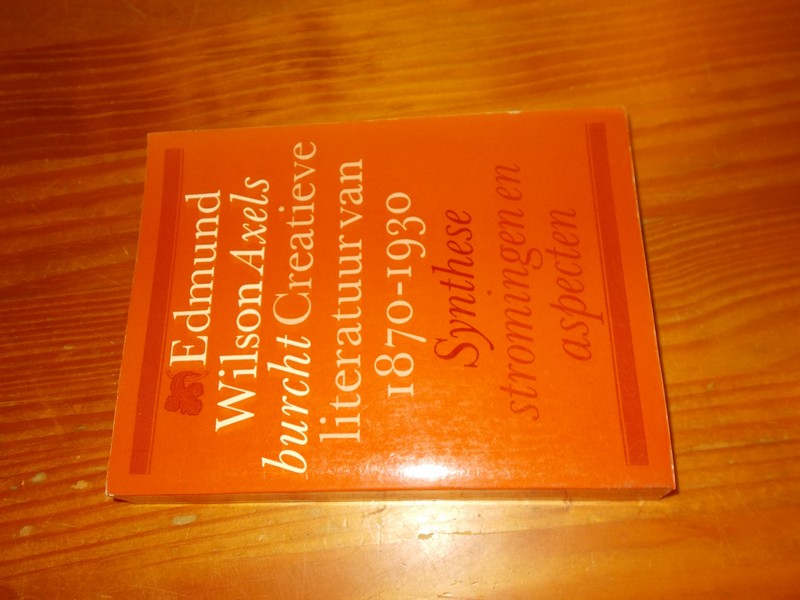 Edmund
Wilson Axels
burcht Creatieve
literatuur van
1870-1930
Synthese
stromingen en
aspecten